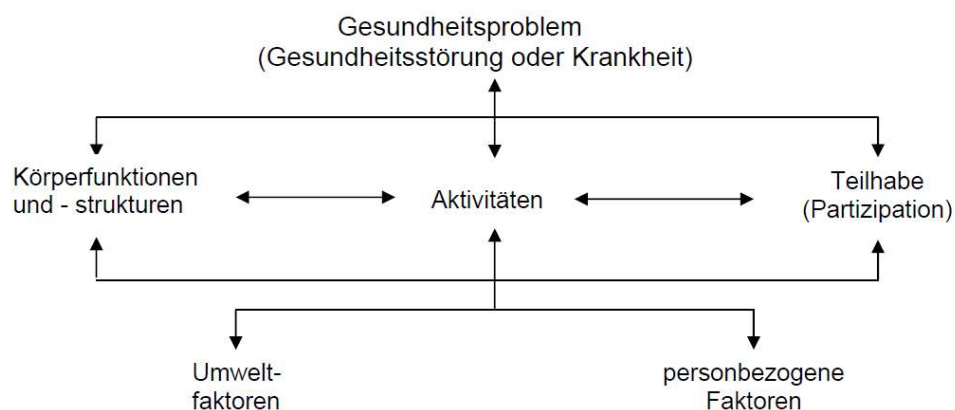 Gesundheitsproblem
(Gesundheitsstörung oder Krankheit)
Körperfunktionen
und - strukturen
Aktivitäten
Teilhabe
(Partizipation)
Umwelt-
faktoren
personbezogene
Faktoren